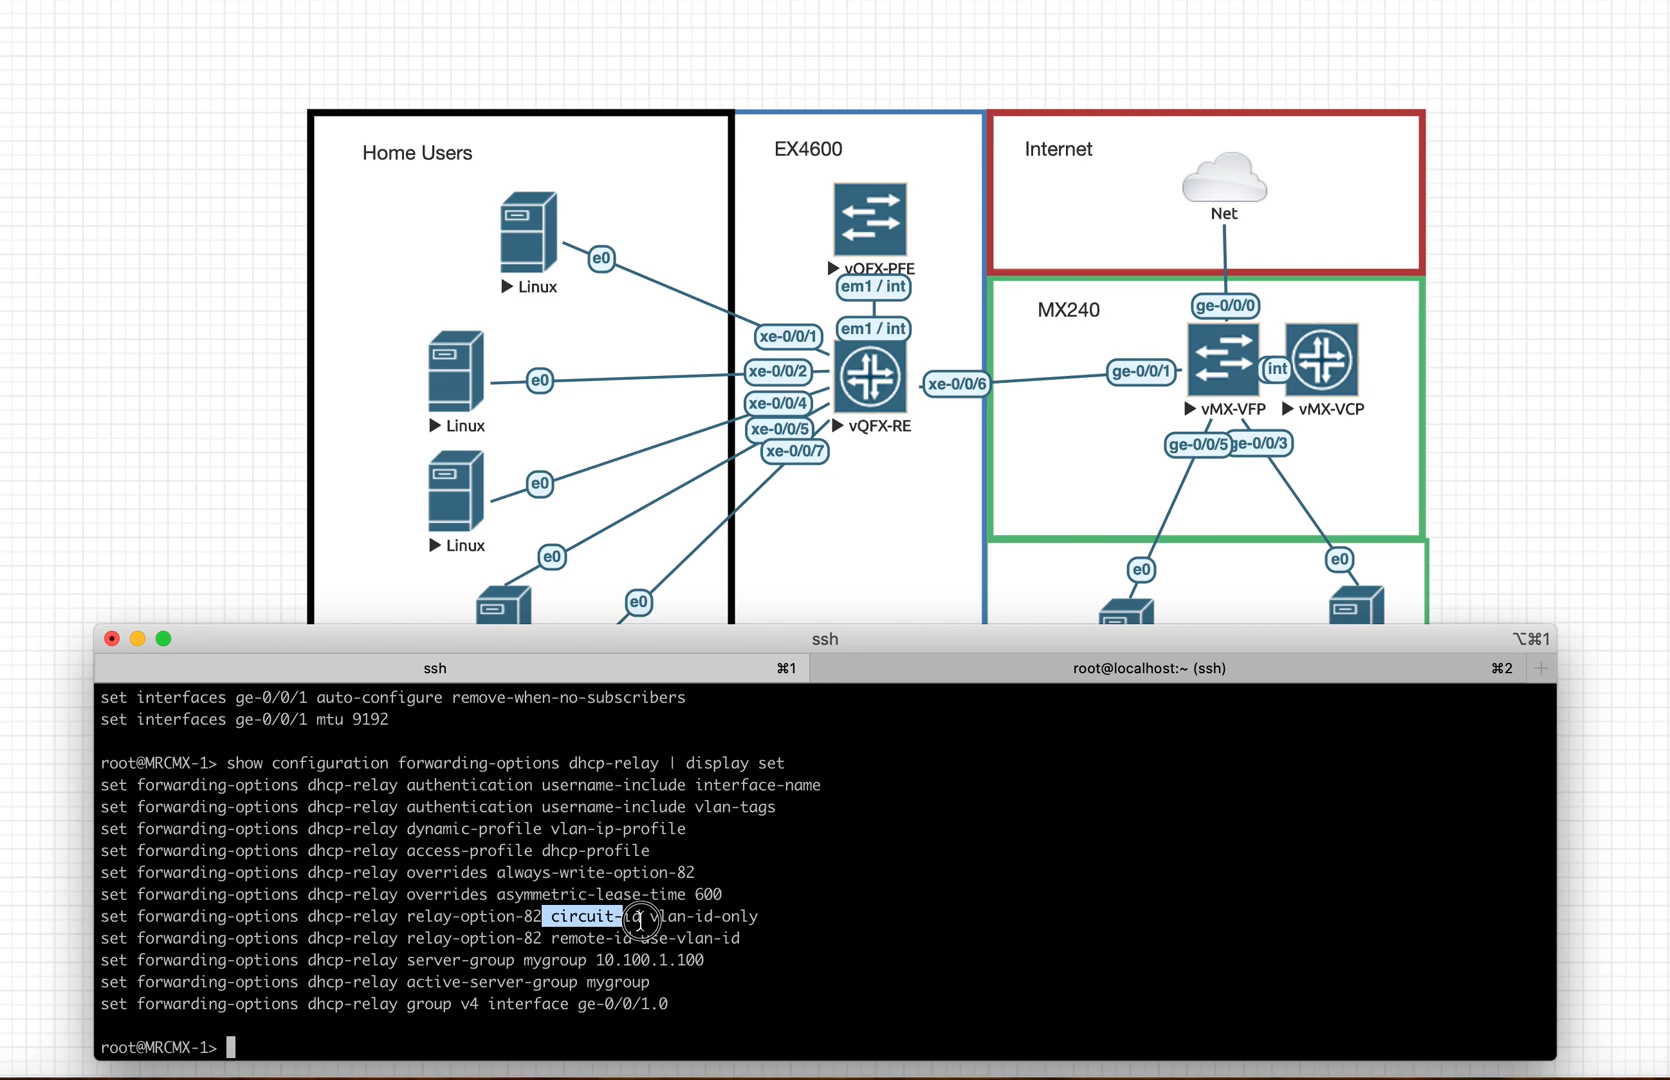 Home Users
EX4600
Internet
Net
Linux
e0
vQFX-PFE
em1 / int
em1 / int
MX240
ge-0/0/0
xe-0/0/1
Linux
e0
xe-0/0/2
xe-0/0/4
xe-0/0/5
xe-0/0/7
vQFX-RE
xe-0/0/6
ge-0/0/1
int
vMX-VFP
vMX-VCP
ge-0/0/5
ge-0/0/3
Linux
e0
e0
e0
e0
e0
ssh
⌥⌘1
ssh ⌘1
root@localhost:~ (ssh) ⌘2
set interfaces ge-0/0/1 auto-configure remove-when-no-subscribers
set interfaces ge-0/0/1 mtu 9192
root@MRCMX-1> show configuration forwarding-options dhcp-relay | display set
set forwarding-options dhcp-relay authentication username-include interface-name
set forwarding-options dhcp-relay authentication username-include vlan-tags
set forwarding-options dhcp-relay dynamic-profile vlan-ip-profile
set forwarding-options dhcp-relay access-profile dhcp-profile
set forwarding-options dhcp-relay overrides always-write-option-82
set forwarding-options dhcp-relay overrides asymmetric-lease-time 600
set forwarding-options dhcp-relay relay-option-82 circuit-id vlan-id-only
set forwarding-options dhcp-relay relay-option-82 remote-id use-vlan-id
set forwarding-options dhcp-relay server-group mygroup 10.100.1.100
set forwarding-options dhcp-relay active-server-group mygroup
set forwarding-options dhcp-relay group v4 interface ge-0/0/1.0
root@MRCMX-1>